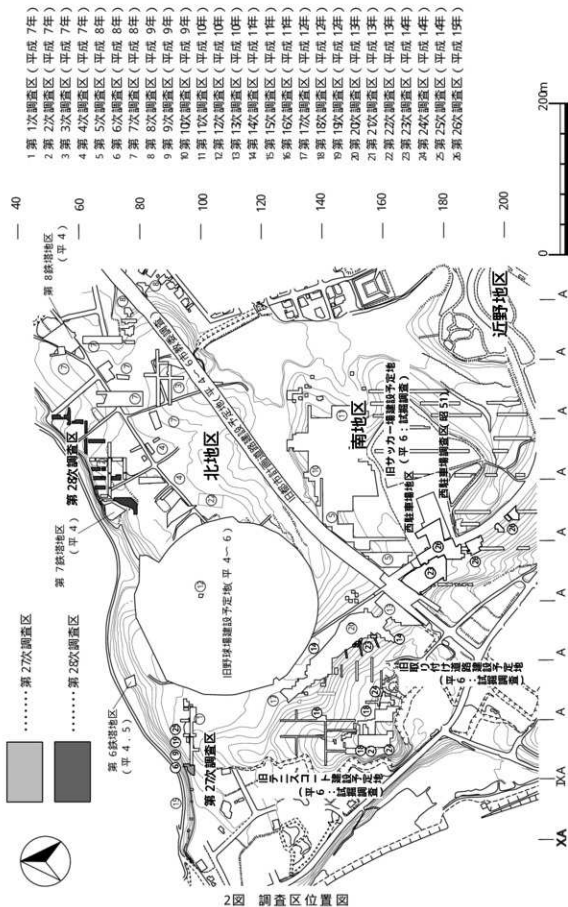 1 第 1次調査区(平成 7年)
2 第 2次調査区(平成 7年)
3 第 3次調査区(平成 7年)
4 第 4次調査区(平成 7年)
5 第 5次調査区(平成 8年)
6 第 6次調査区(平成 8年)
7 第 7次調査区(平成 8年)
8 第 8次調査区(平成 9年)
9 第 9次調査区(平成 9年)
10 第10次調査区(平成 9年)
11 第11次調査区(平成10年)
12 第12次調査区(平成10年)
13 第13次調査区(平成10年)
14 第14次調査区(平成11年)
15 第15次調査区(平成11年)
16 第16次調査区(平成11年)
17 第17次調査区(平成12年)
18 第18次調査区(平成12年)
19 第19次調査区(平成12年)
20 第20次調査区(平成13年)
21 第21次調査区(平成13年)
22 第22次調査区(平成13年)
23 第23次調査区(平成14年)
24 第24次調査区(平成14年)
25 第25次調査区(平成14年)
26 第26次調査区(平成15年)
0
200m
40
60
80
100
120
140
160
180
200
第27次調査区
第28次調査区
第6鉄塔地区
(平4.5)
第7鉄塔地区
(平4)
第8鉄塔地区
(平4)
第28次調査区
北地区
旧野球場建設予定地(平4~6)
南地区
旧サッカー場建設予定地
(平6:試掘調査)
西駐車場地区
西駐車場調査区(昭51)
近野地区
旧取り付け道路建設予定地
(平6:試掘調査)
第27次調査区
旧テニスコート建設予定地
(平6:試掘調査)
XA
IXA
2図 調査区位置図